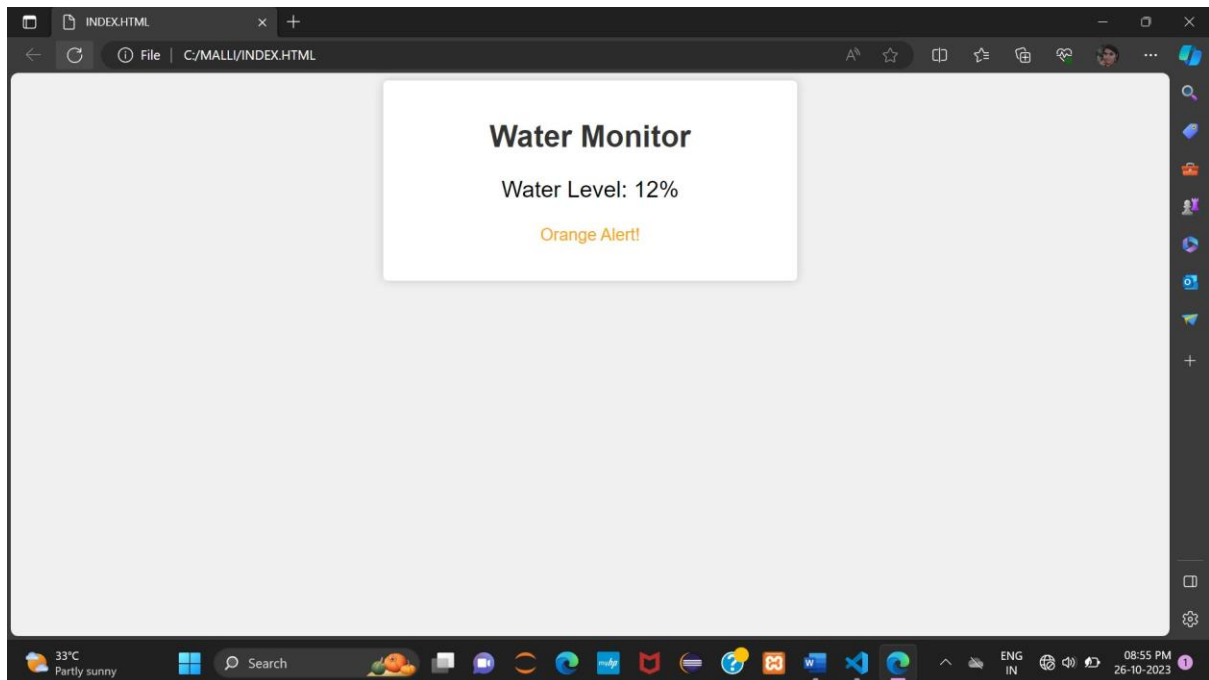 INDEX.HTML
File | C:/MALLI/INDEX.HTML
Water Monitor
Water Level: 12%
Orange Alert!
33°C
Partly sunny
Search
ENG
IN
08:55 PM
26-10-2023
1